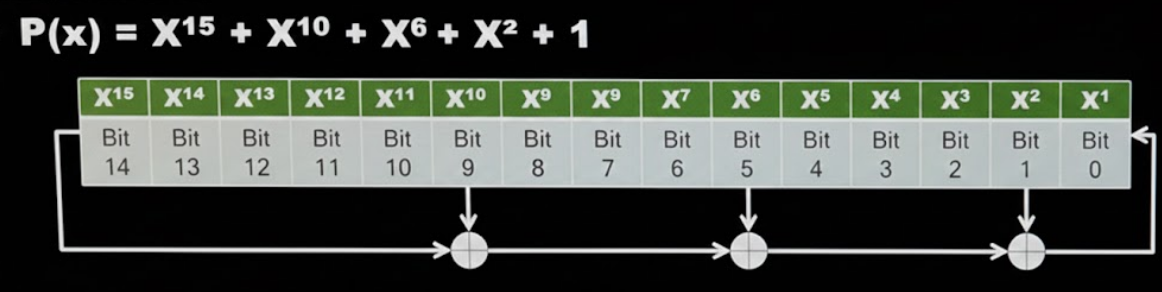 P(x) = X¹⁵ + X¹⁰ + X⁶ + X² + 1
X¹⁵ X¹⁴ X¹³ X¹² X¹¹ X¹⁰ X⁹ X⁹ X⁷ X⁶ X⁵ X⁴ X³ X² X¹
Bit Bit Bit Bit Bit Bit Bit Bit Bit Bit Bit Bit Bit Bit Bit
14 13 12 11 10 9 8 7 6 5 4 3 2 1 0